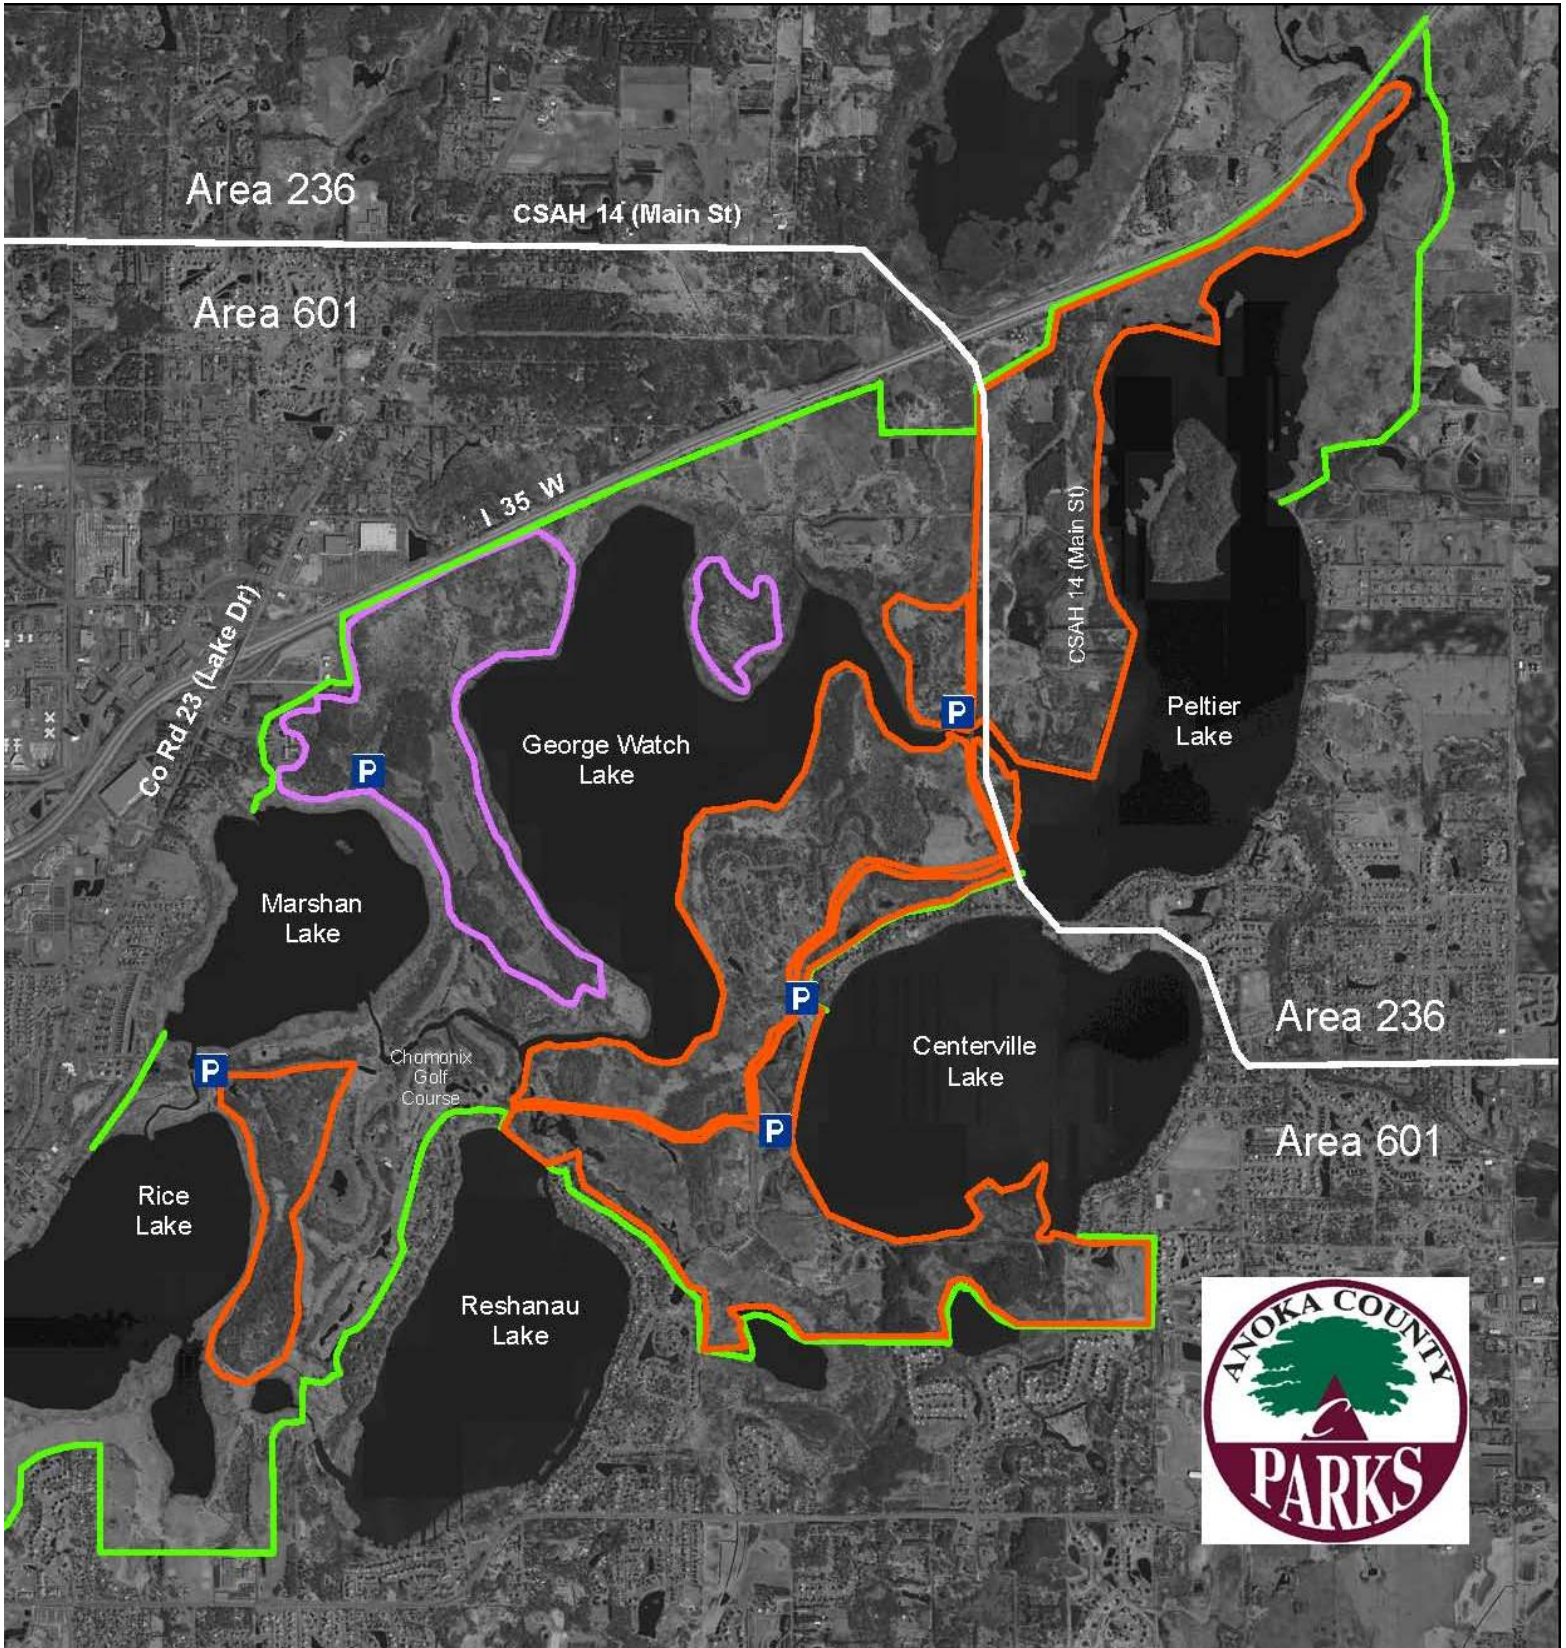 Area 236
CSAH 14 (Main St)
Area 601
I 35 W
CSAH 14 (Main St)
Co Rd 23 (Lake Dr)
P
Peltier
Lake
George Watch
Lake
P
Marshan
Lake
P
Area 236
Centerville
Lake
Chomonix
Golf
Course
P
P
Area 601
Rice
Lake
Reshanau
Lake
ANOKA COUNTY
C
PARKS